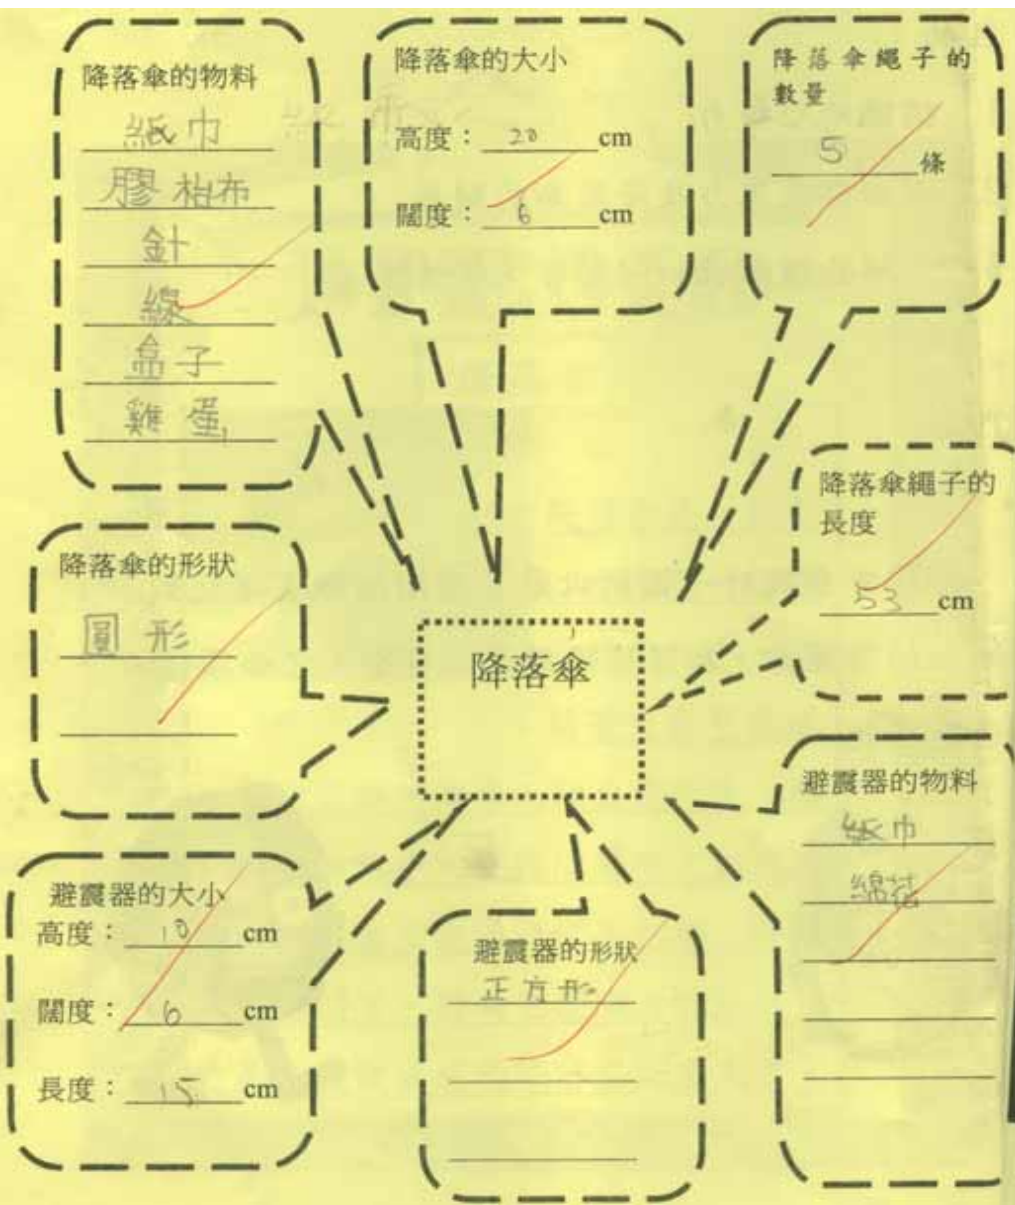 降落傘的物料
紙巾
膠粘布
針
線
盒子
雞蛋
降落傘的大小
高度：20 cm
闊度：6 cm
降落傘繩子的
數量
5 條
降落傘繩子的
長度
53 cm
降落傘的形狀
圓形
降落傘
避震器的物料
紙巾
綿花
避震器的大小
高度：10 cm
闊度：6 cm
長度：15 cm
避震器的形狀
正方形